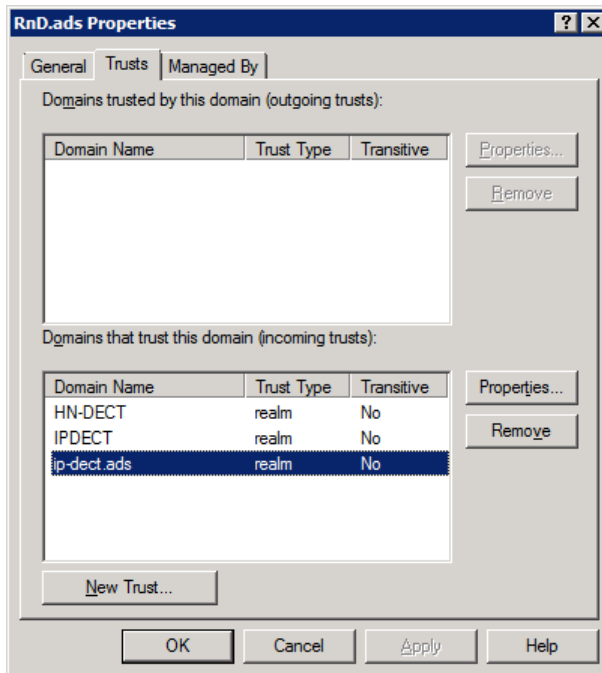 RnD.ads Properties
General Trusts Managed By
Domains trusted by this domain (outgoing trusts):
Domain Name Trust Type Transitive
Properties...
Remove
Domains that trust this domain (incoming trusts):
Domain Name Trust Type Transitive
Properties...
HN-DECT realm No
IPDECT realm No
Remove
ip-dect.ads realm No
New Trust...
OK Cancel Apply Help